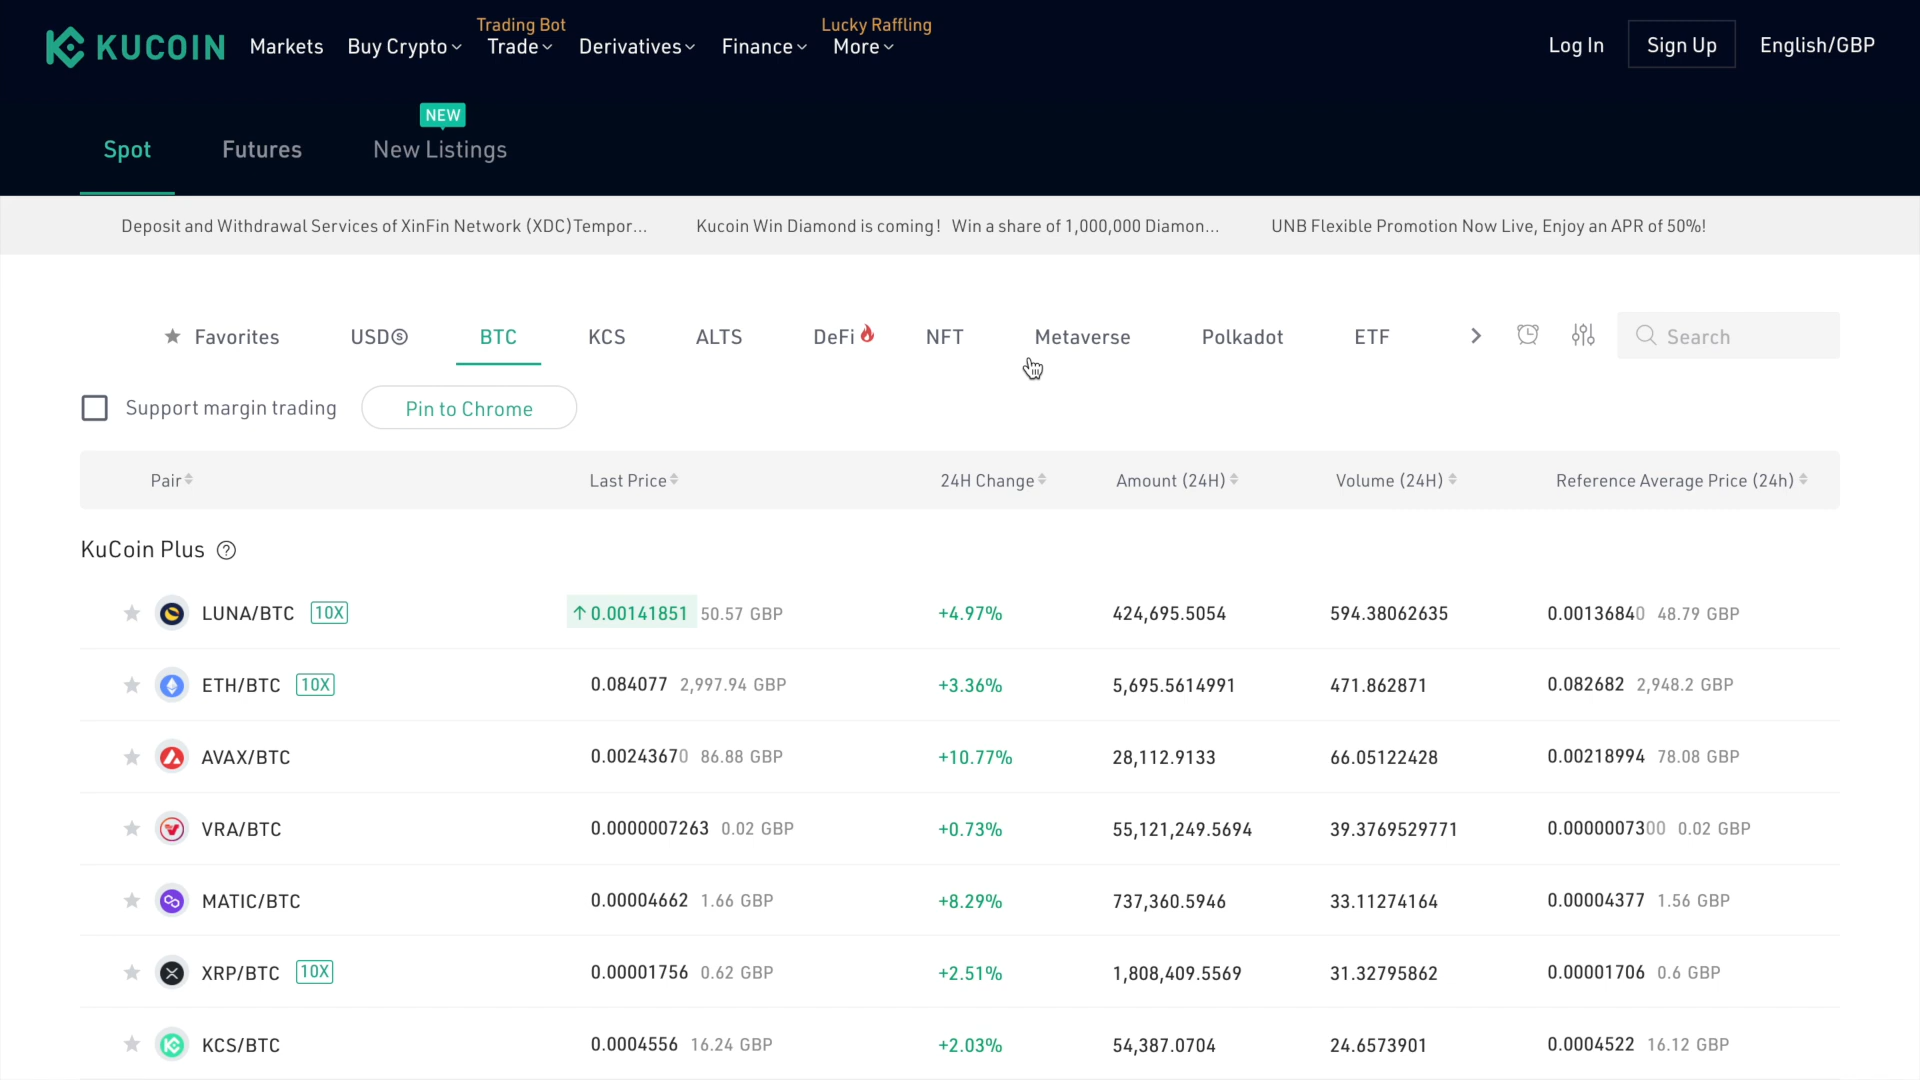 Trading Bot Lucky Raffling
KUCOIN Markets Buy Crypto Trade Derivatives Finance More Log In Sign Up English/GBP
NEW
Spot Futures New Listings
Deposit and Withdrawal Services of XinFin Network (XDC)Tempor... Kucoin Win Diamond is coming! Win a share of 1,000,000 Diamon... UNB Flexible Promotion Now Live, Enjoy an APR of 50%!
Favorites USDⓢ BTC KCS ALTS DeFi NFT Metaverse Polkadot ETF Search
Support margin trading Pin to Chrome
Pair Last Price 24H Change Amount (24H) Volume (24H) Reference Average Price (24h)
KuCoin Plus ?
LUNA/BTC 10X ↑ 0.00141851 50.57 GBP +4.97% 424,695.5054 594.38062635 0.00136840 48.79 GBP
ETH/BTC 10X 0.084077 2,997.94 GBP +3.36% 5,695.5614991 471.862871 0.082682 2,948.2 GBP
AVAX/BTC 0.00243670 86.88 GBP +10.77% 28,112.9133 66.05122428 0.00218994 78.08 GBP
VRA/BTC 0.0000007263 0.02 GBP +0.73% 55,121,249.5694 39.3769529771 0.0000007300 0.02 GBP
MATIC/BTC 0.00004662 1.66 GBP +8.29% 737,360.5946 33.11274164 0.00004377 1.56 GBP
XRP/BTC 10X 0.00001756 0.62 GBP +2.51% 1,808,409.5569 31.32795862 0.00001706 0.6 GBP
KCS/BTC 0.0004556 16.24 GBP +2.03% 54,387.0704 24.6573901 0.0004522 16.12 GBP